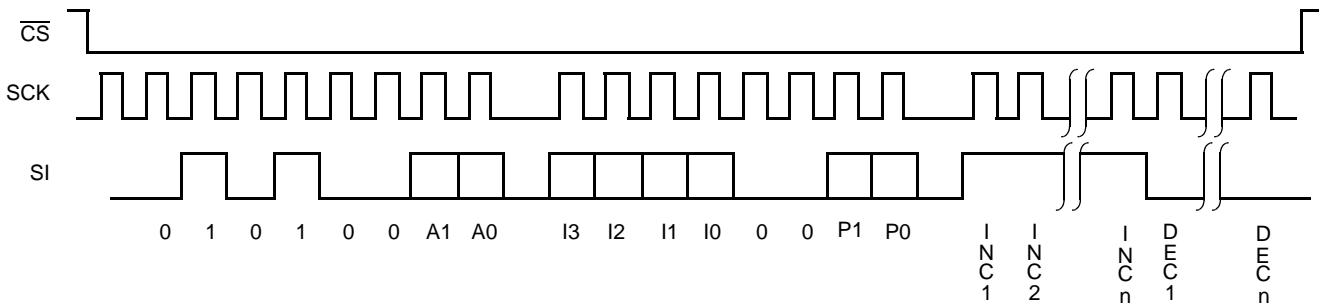 CS
SCK
SI
0 1 0 1 0 0 A1 A0 I3 I2 I1 I0 0 0 P1 P0 INC1 INC2 INCn DEC1 DECn